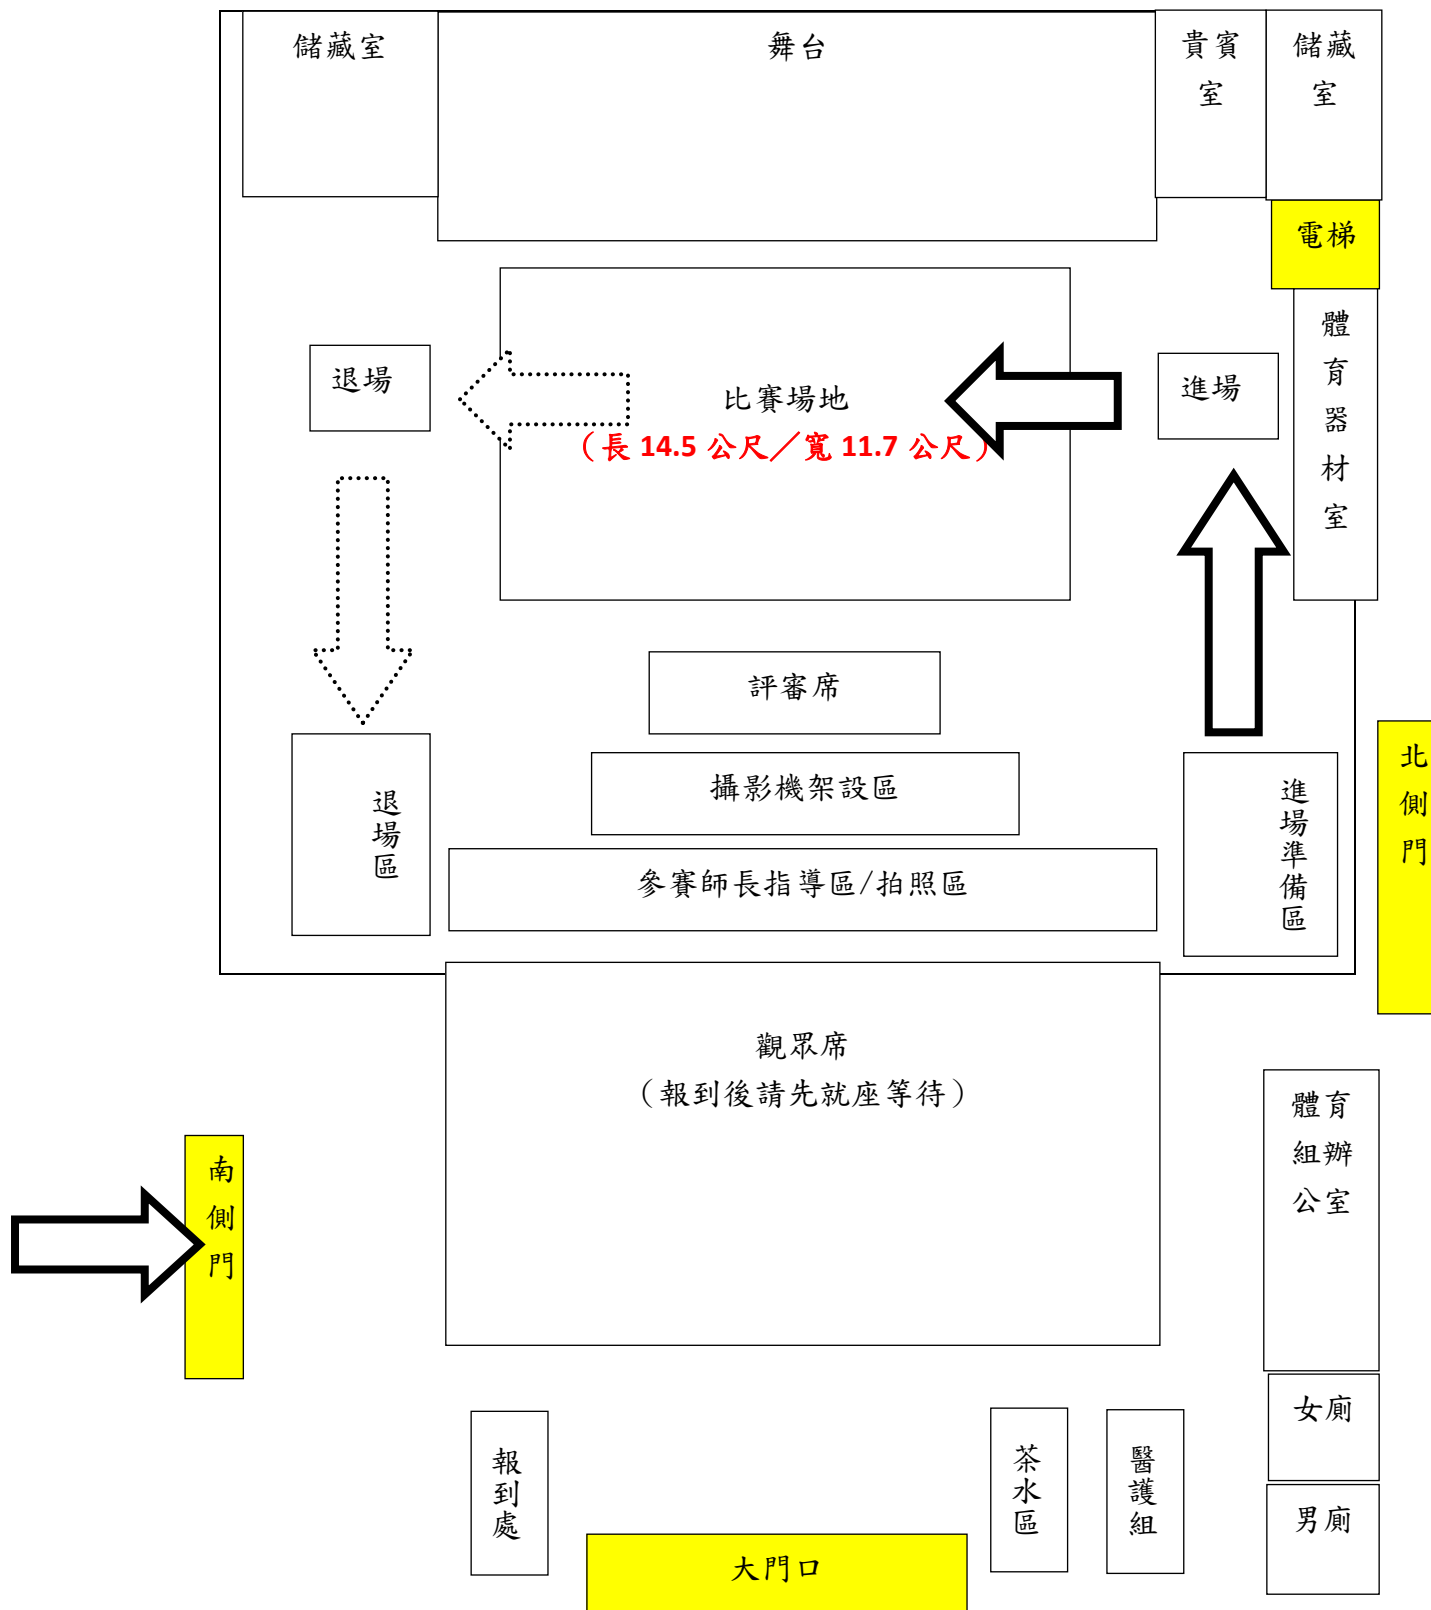 儲藏室
舞台
貴賓
室
儲藏
室
電梯
體
育
器
材
室
退場
比賽場地
（長 14.5 公尺／寬 11.7 公尺）
進場
評審席
攝影機架設區
參賽師長指導區/拍照區
退場區
進場準備區
北
側
門
觀眾席
（報到後請先就座等待）
南
側
門
體育
組辦
公室
女廁
男廁
報到處
茶水區
醫護組
大門口